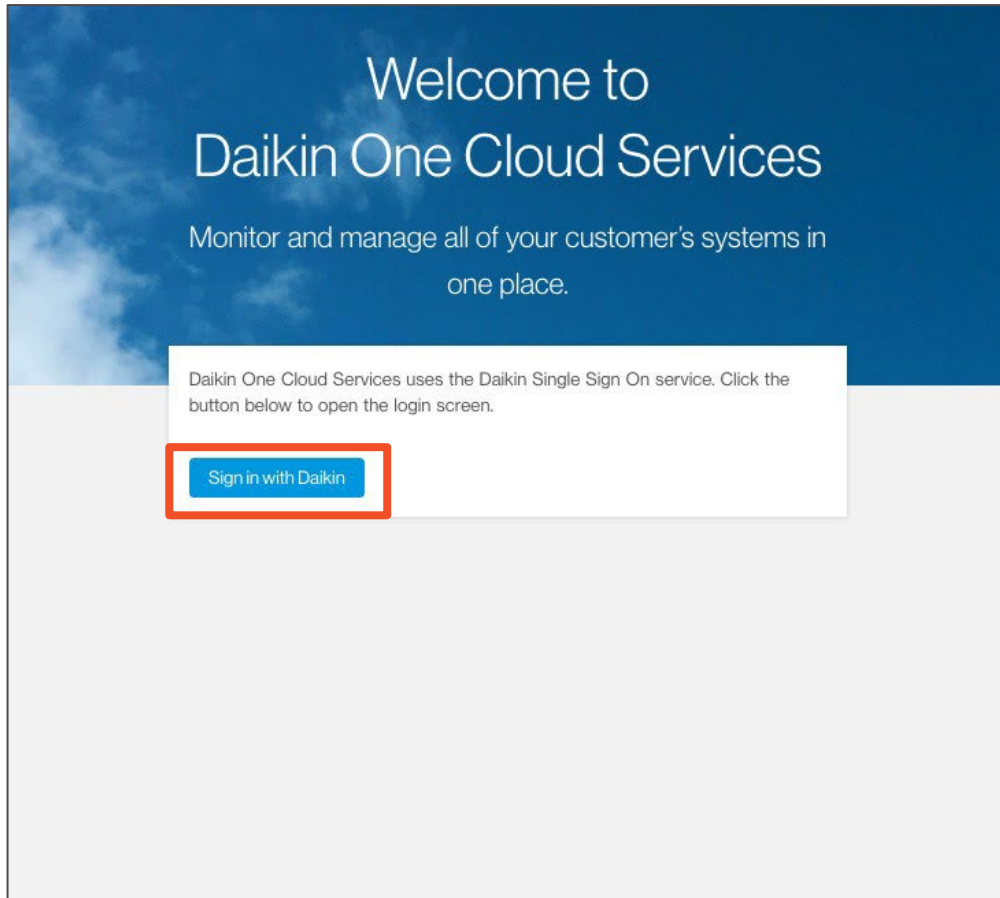 Welcome to
Daikin One Cloud Services
Monitor and manage all of your customer's systems in
one place.
Daikin One Cloud Services uses the Daikin Single Sign On service. Click the
button below to open the login screen.
Sign in with Daikin